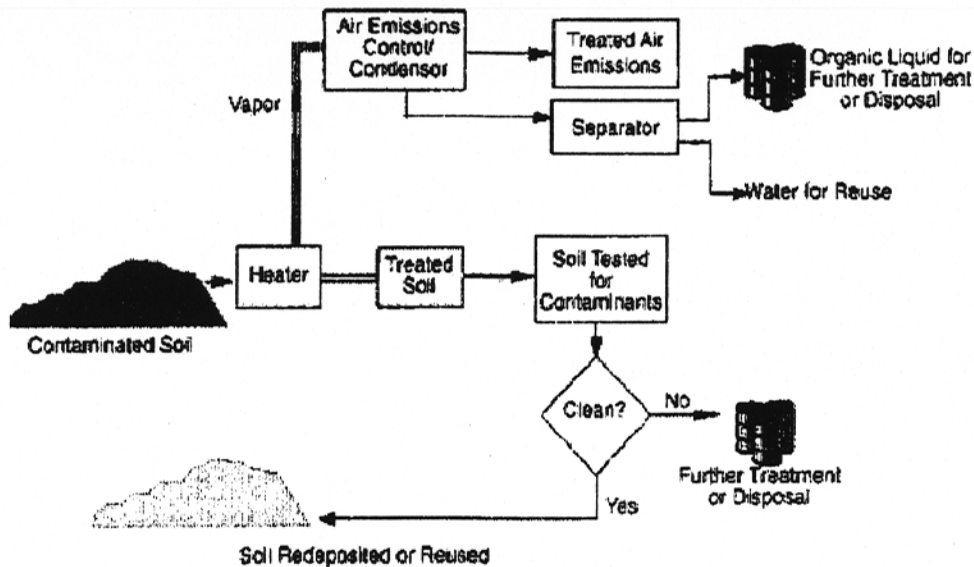 Air Emissions
Control/
Condensor
Treated Air
Emissions
Organic Liquid for
Further Treatment
or Disposal
Vapor
Separator
Water for Reuse
Heater
Treated
Soil
Soil Tested
for
Contaminants
Contaminated Soil
Clean?
No
Further Treatment
or Disposal
Yes
Soil Redeposited or Reused